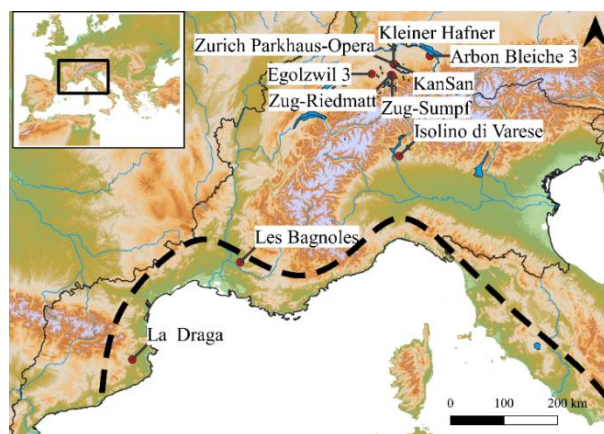 Kleiner Hafner
Zurich Parkhaus-Opera
Arbon Bleiche 3
Egolzwil 3
KanSan
Zug-Riedmatt
Zug-Sumpf
Isolino di Varese
Les Bagnoles
La Draga
0 100 200 km